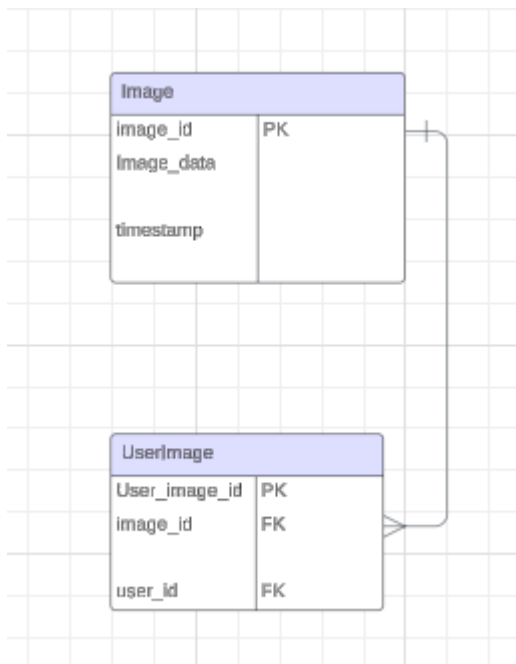 Image
image_id PK
Image_data
timestamp
UserImage
User_image_id PK
image_id FK
user_id FK